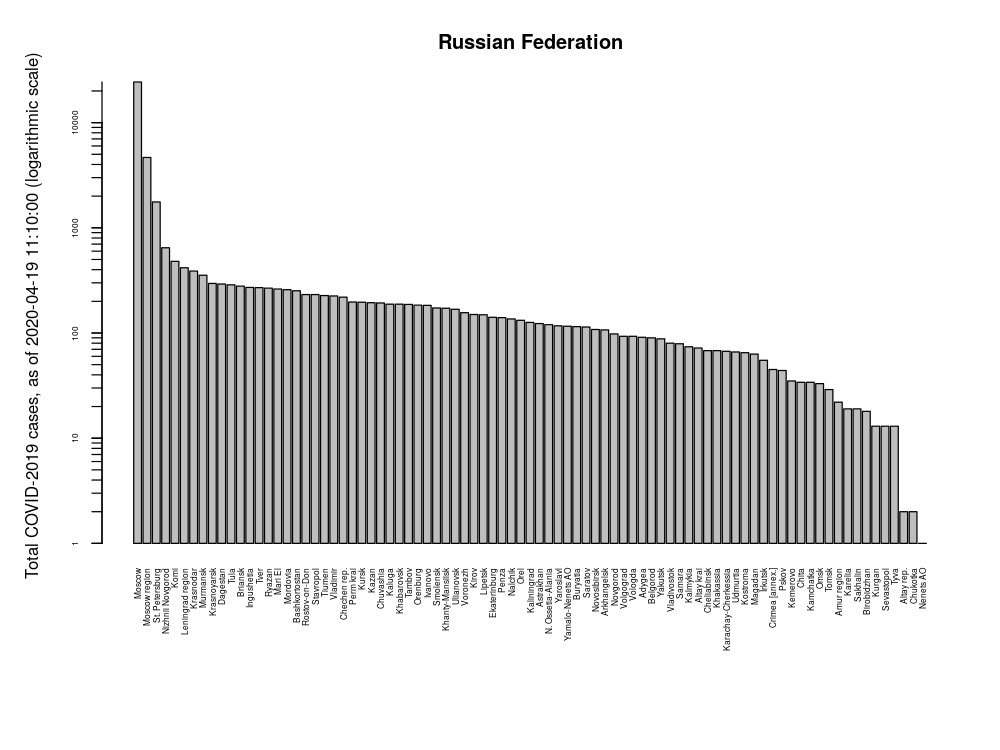 Russian Federation
Total COVID-2019 cases, as of 2020-04-19 11:10:00 (logarithmic scale)
10000
1000
100
10
1
Moscow
Moscow region
St. Petersburg
Nizhnii Novgorod
Komi
Leningrad region
Krasnodar
Murmansk
Krasnoyarsk
Dagestan
Tula
Briansk
Ingushetia
Tver
Ryazan
Mari El
Mordovia
Bashkortostan
Rostov-on-Don
Stavropol
Tiumen
Vladimir
Chechen rep.
Perm krai
Kursk
Kazan
Chuvashia
Kaluga
Khabarovsk
Tambov
Orenburg
Ivanovo
Smolensk
Khanty-Mansiisk
Ulianovsk
Voronezh
Kirov
Lipetsk
Ekaterinburg
Penza
Nalchik
Orel
Kaliningrad
Astrakhan
N. Ossetia-Alania
Yaroslavl
Yamalo-Nenets AO
Buryatia
Saratov
Novosibirsk
Arkhangelsk
Novgorod
Volgograd
Vologda
Adygea
Belgorod
Yakutsk
Vladivostok
Samara
Kalmykia
Altay krai
Cheliabinsk
Khakassia
Karachay-Cherkessia
Udmurtia
Kostroma
Magadan
Irkutsk
Crimea [annex.]
Pskov
Kemerovo
Chita
Kamchatka
Omsk
Tomsk
Amur region
Karelia
Sakhalin
Birobidzhan
Kurgan
Sevastopol
Tyva
Altay rep.
Chukotka
Nenets AO